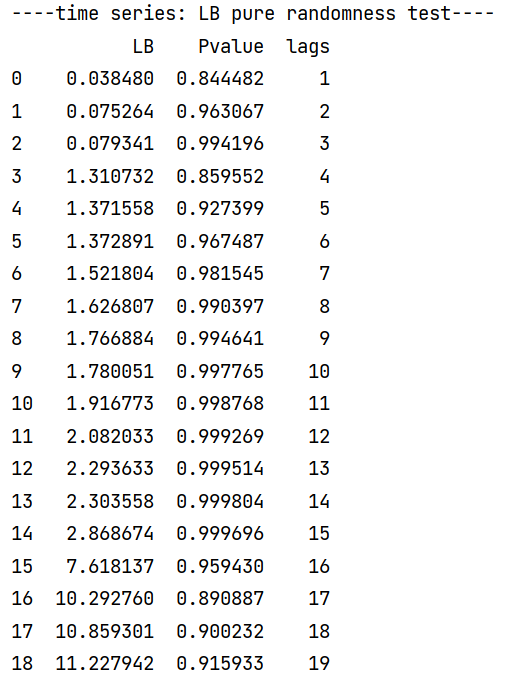 ----time series: LB pure randomness test----
           LB    Pvalue  lags
0    0.038480  0.844482     1
1    0.075264  0.963067     2
2    0.079341  0.994196     3
3    1.310732  0.859552     4
4    1.371558  0.927399     5
5    1.372891  0.967487     6
6    1.521804  0.981545     7
7    1.626807  0.990397     8
8    1.766884  0.994641     9
9    1.780051  0.997765    10
10   1.916773  0.998768    11
11   2.082033  0.999269    12
12   2.293633  0.999514    13
13   2.303558  0.999804    14
14   2.868674  0.999696    15
15   7.618137  0.959430    16
16  10.292760  0.890887    17
17  10.859301  0.900232    18
18  11.227942  0.915933    19